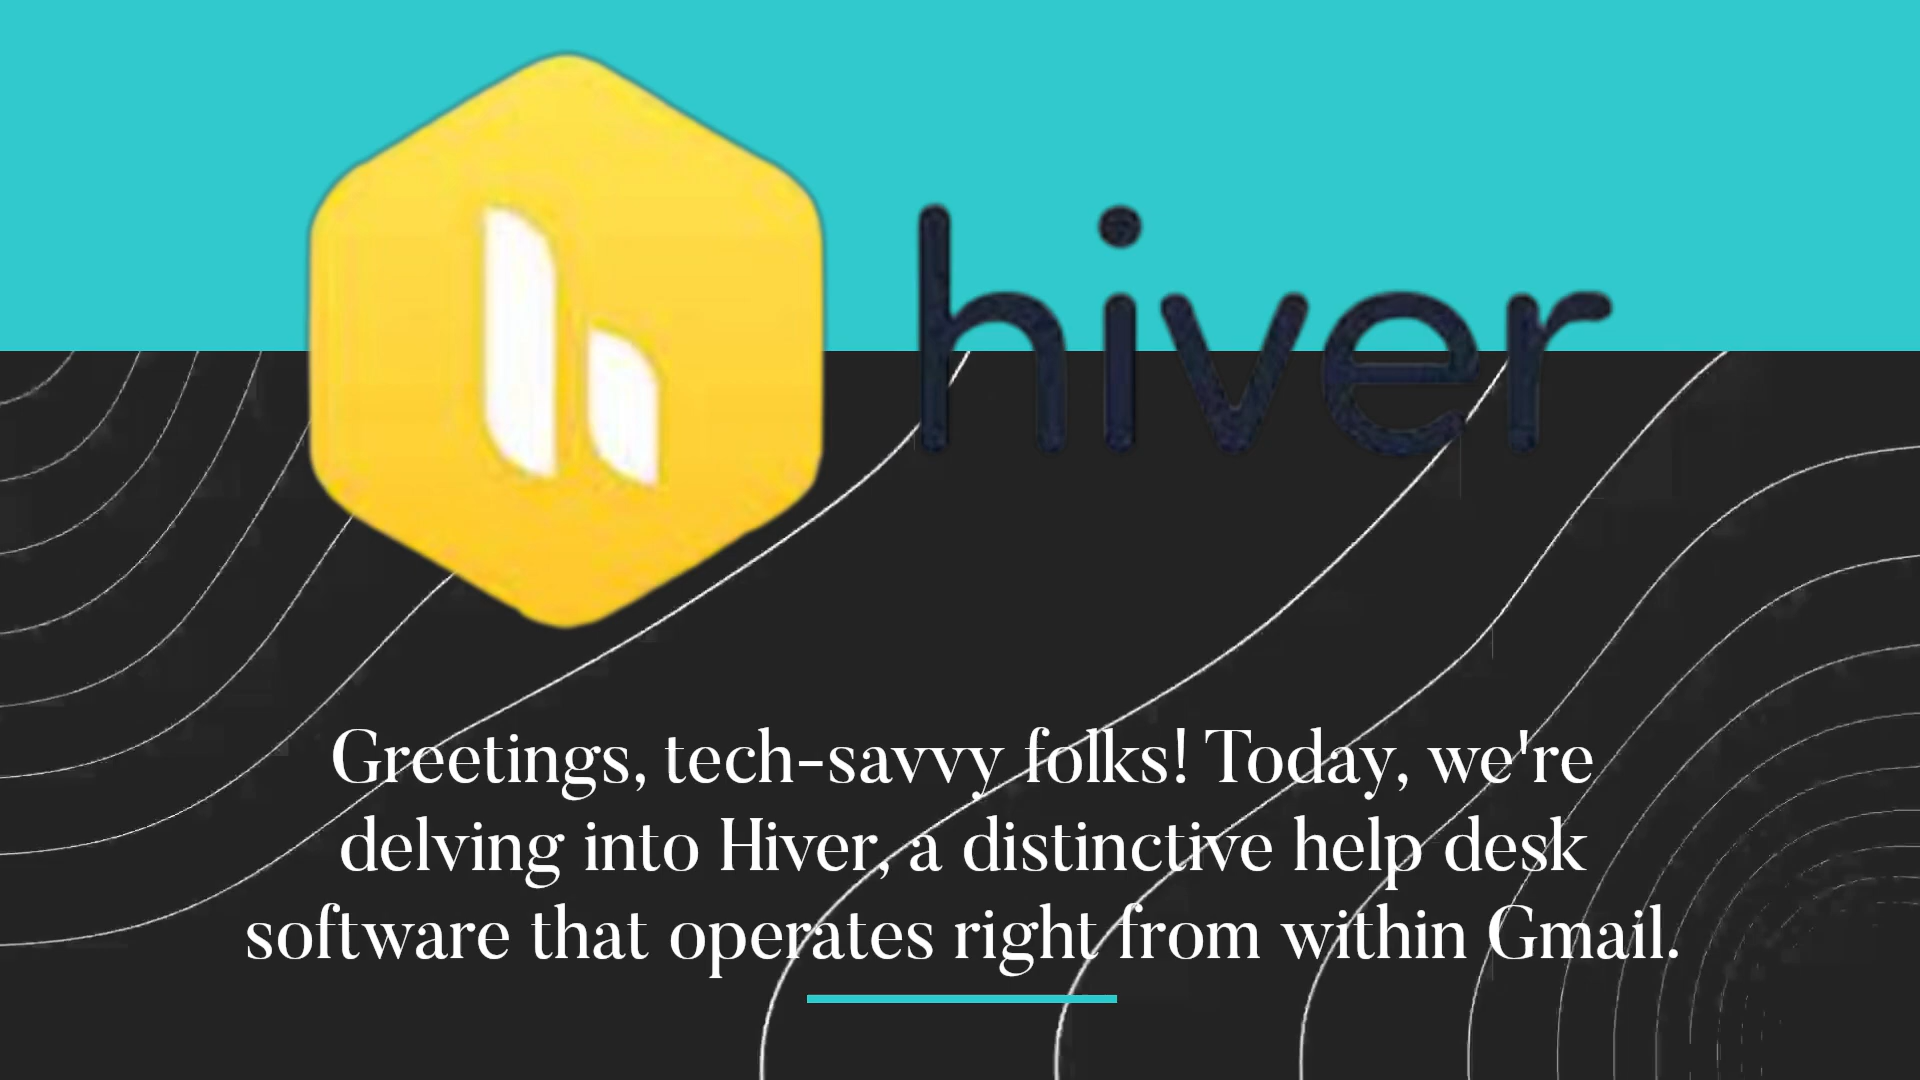 hiver
Greetings, tech-savvy folks! Today, we're
delving into Hiver, a distinctive help desk
software that operates right from within Gmail.